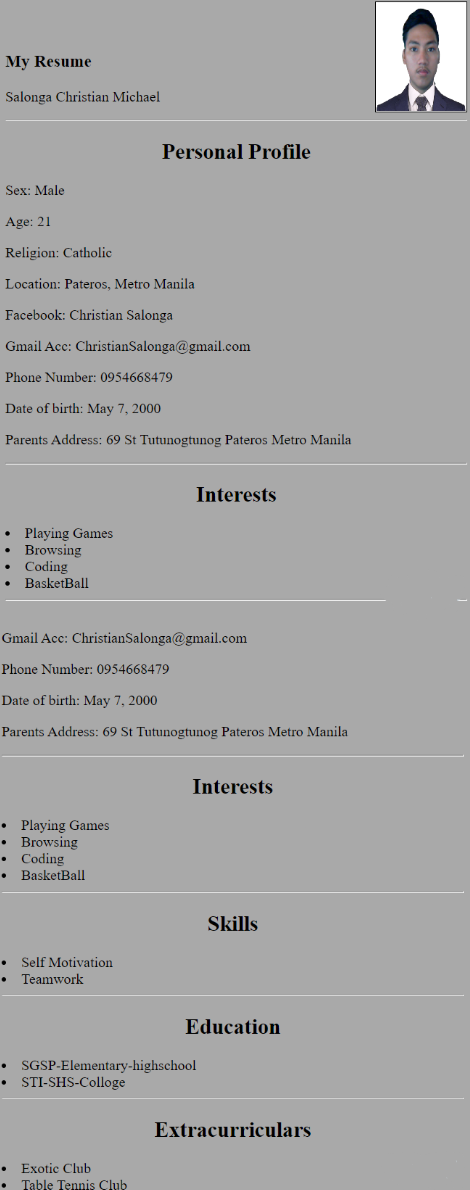 My Resume
Salonga Christian Michael
Personal Profile
Sex: Male
Age: 21
Religion: Catholic
Location: Pateros, Metro Manila
Facebook: Christian Salonga
Gmail Acc: ChristianSalonga@gmail.com
Phone Number: 0954668479
Date of birth: May 7, 2000
Parents Address: 69 St Tutunogtunog Pateros Metro Manila
Interests
• Playing Games
• Browsing
• Coding
• BasketBall
Gmail Acc: ChristianSalonga@gmail.com
Phone Number: 0954668479
Date of birth: May 7, 2000
Parents Address: 69 St Tutunogtunog Pateros Metro Manila
Interests
• Playing Games
• Browsing
• Coding
• BasketBall
Skills
• Self Motivation
• Teamwork
Education
• SGSP-Elementary-highschool
• STI-SHS-Colloge
Extracurriculars
• Exotic Club
• Table Tennis Club